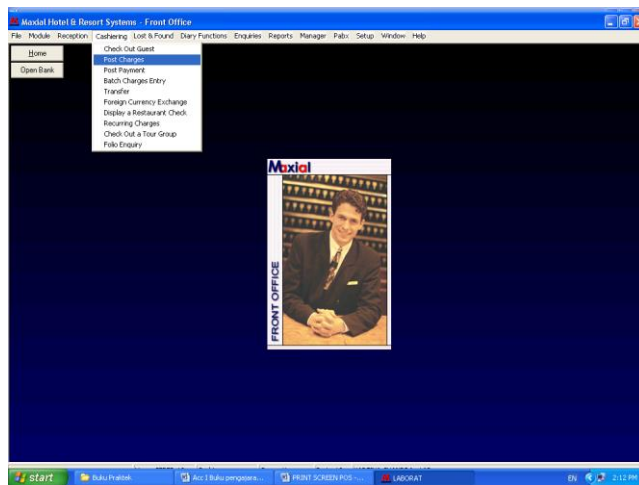 Maxial Hotel & Resort Systems - Front Office
File Module Reception Cashiering Lost & Found Diary Functions Enquiries Reports Manager Pabx Setup Window Help
Home
Open Bank
Check Out Guest
Post Charges
Post Payment
Batch Charges Entry
Transfer
Foreign Currency Exchange
Display a Restaurant Check
Recurring Charges
Check Out a Tour Group
Folio Enquiry
Maxial
FRONT OFFICE
start Buku Praktek Acc I Buku pengajara... PRINT SCREEN POS -... LABORAT EN 2:12 PM